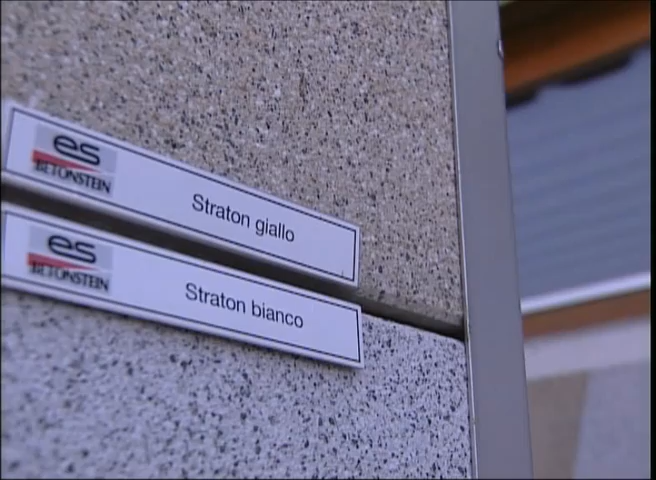 es
BETONSTEIN
Straton giallo
es
BETONSTEIN
Straton bianco